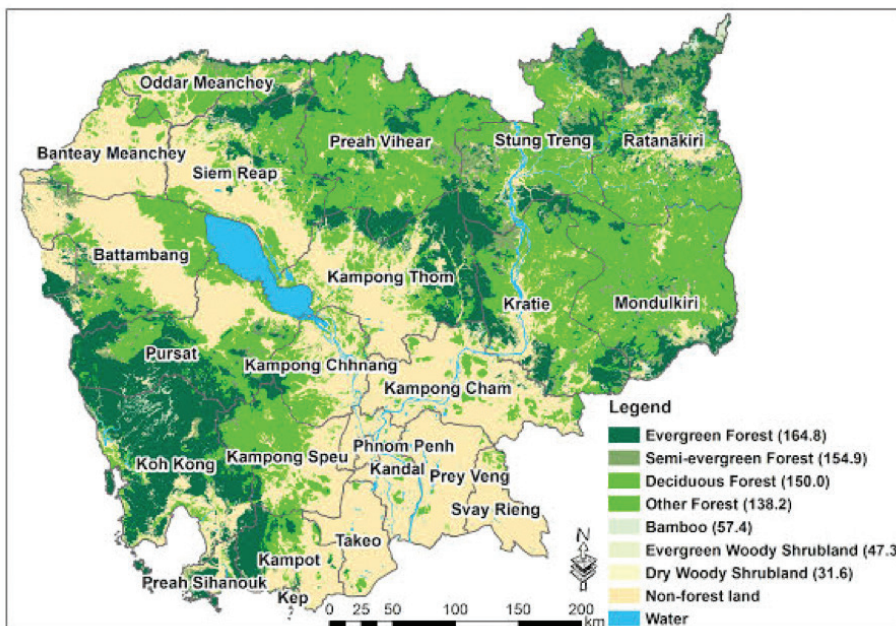 Oddar Meanchey
Banteay Meanchey
Siem Reap
Preah Vihear
Stung Treng
Ratanakiri
Battambang
Kampong Thom
Kratie
Mondulkiri
Pursat
Kampong Chhnang
Kampong Cham
Koh Kong
Kampong Speu
Phnom Penh
Kandal
Prey Veng
Svay Rieng
Takeo
Kampot
Preah Sihanouk
Kep
Legend
Evergreen Forest (164.8)
Semi-evergreen Forest (154.9)
Deciduous Forest (150.0)
Other Forest (138.2)
Bamboo (57.4)
Evergreen Woody Shrubland (47.3
Dry Woody Shrubland (31.6)
Non-forest land
Water
N
0 25 50 100 150 200
km